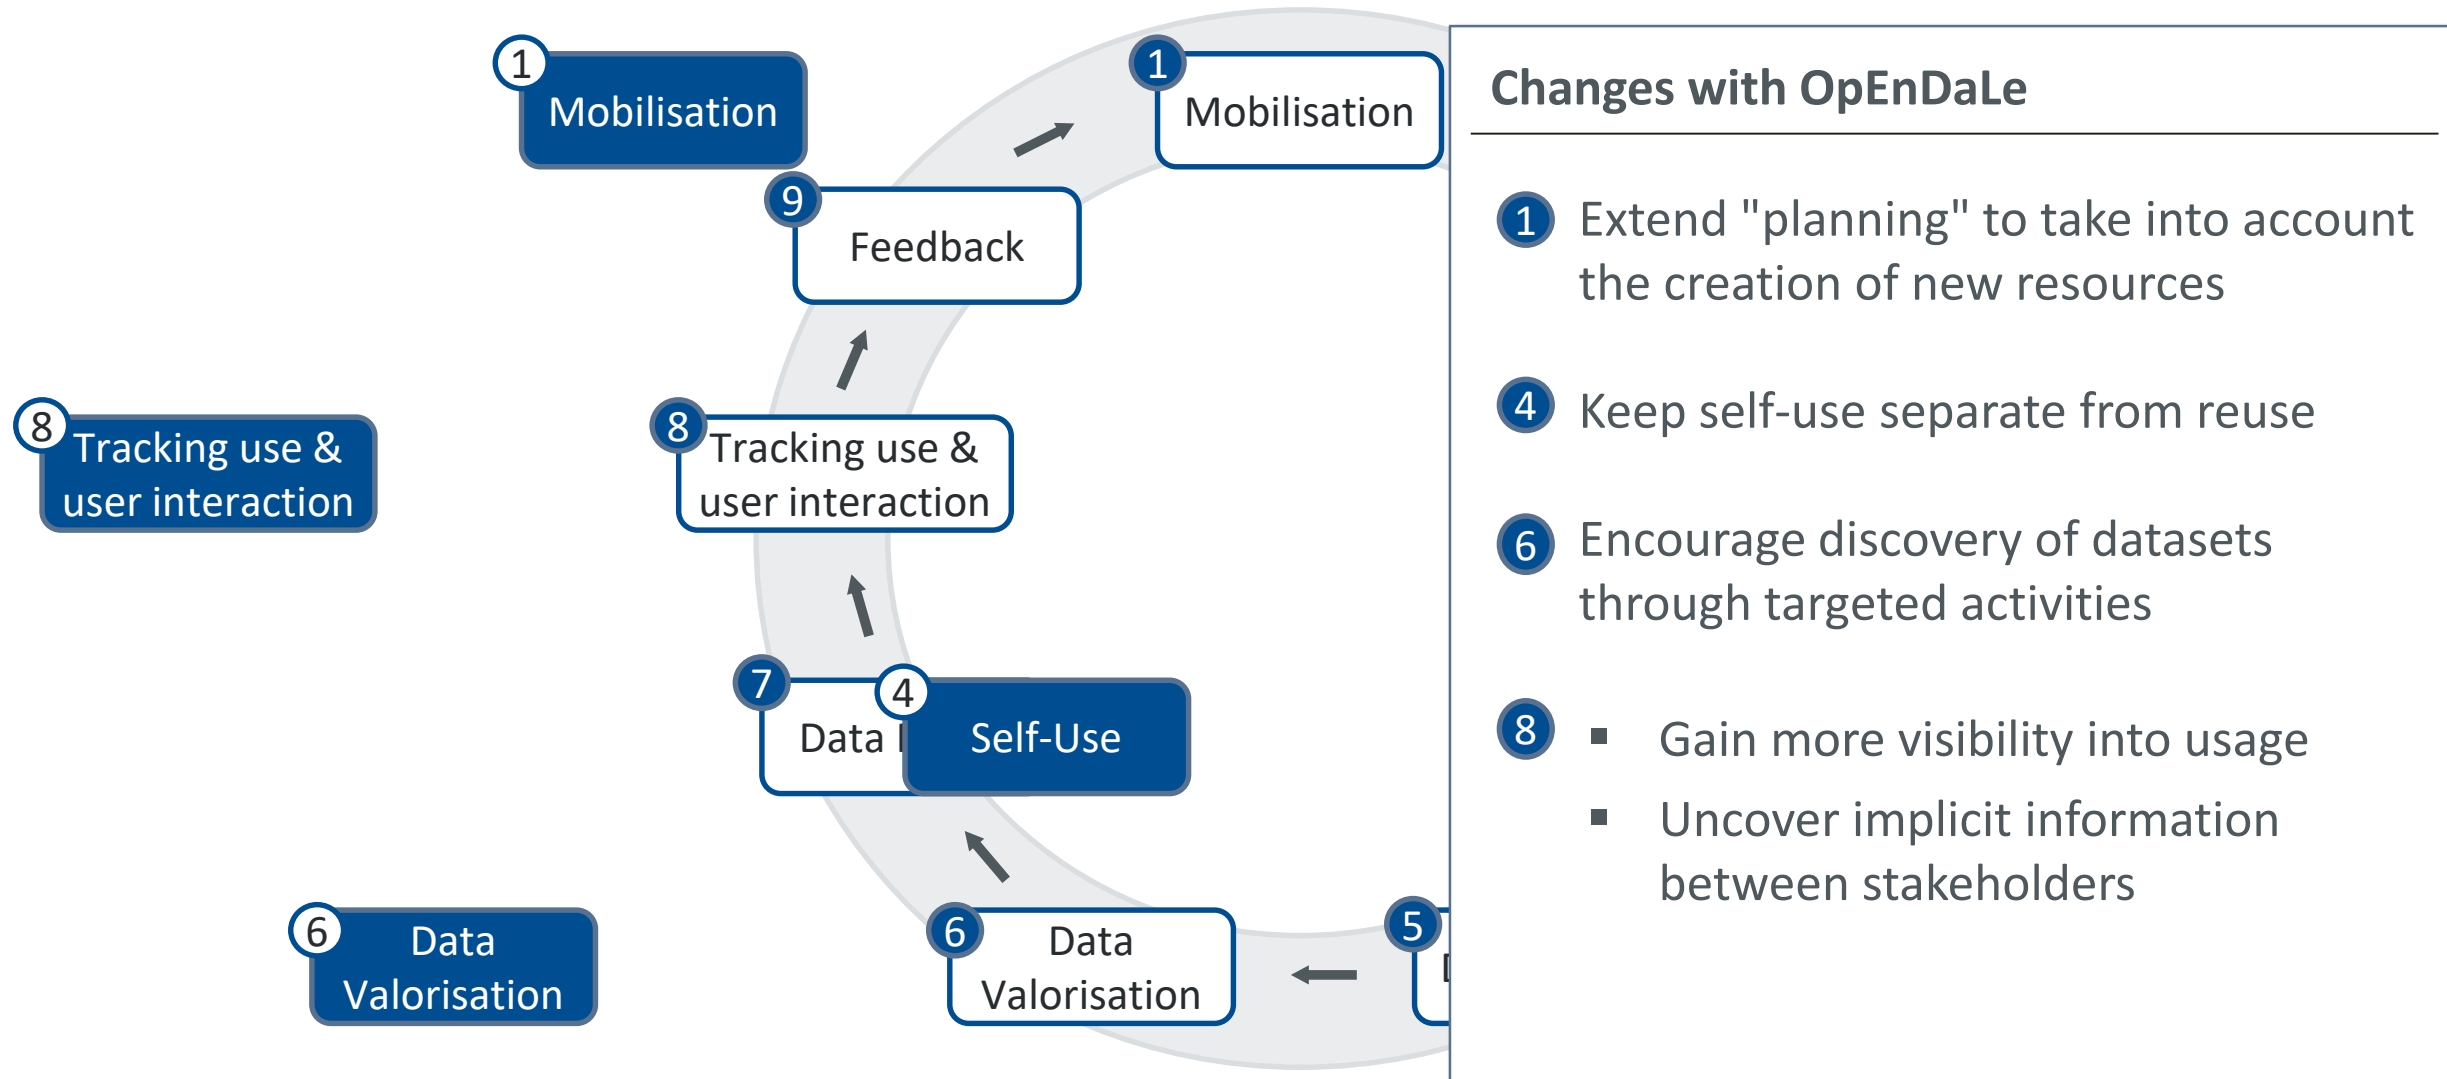 1
Mobilisation
1
Mobilisation
9
Feedback
8
Tracking use &
user interaction
8
Tracking use &
user interaction
7
Data
4
Self-Use
6
Data
Valorisation
6
Data
Valorisation
5
Changes with OpEnDaLe
1
Extend "planning" to take into account
the creation of new resources
4
Keep self-use separate from reuse
6
Encourage discovery of datasets
through targeted activities
8
▪ Gain more visibility into usage
▪ Uncover implicit information
between stakeholders